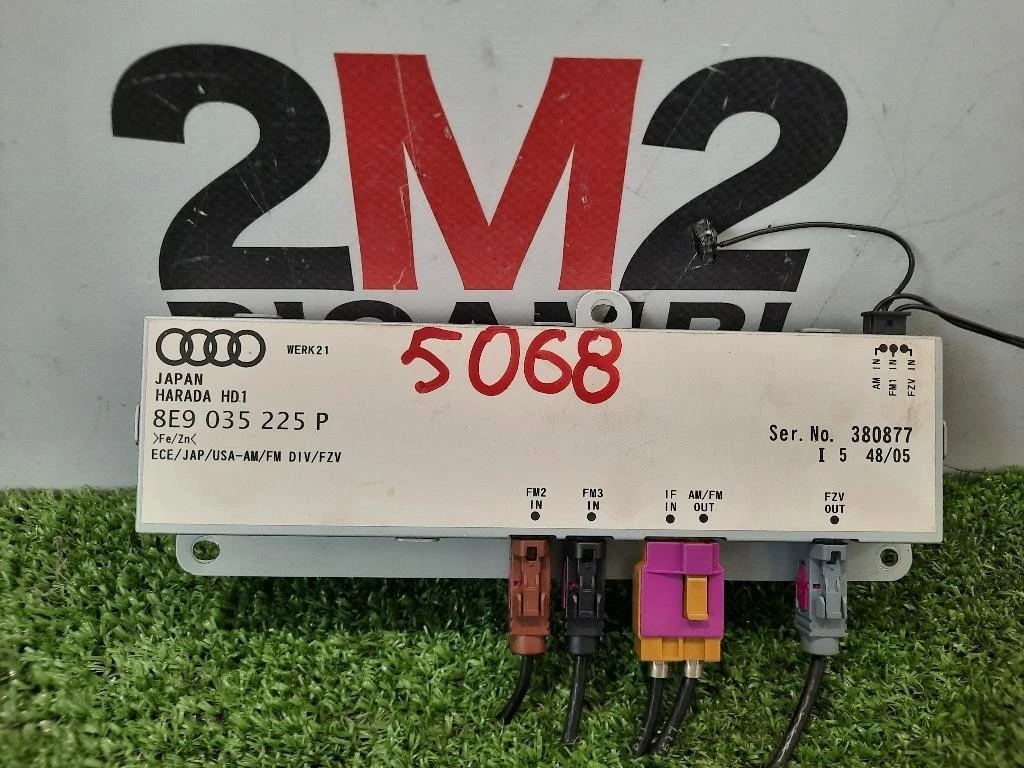 2M2
RICAMBI
WERK21
5068
JAPAN
HARADA HD1
8E9 035 225 P
>Fe/Zn<
ECE/JAP/USA-AM/FM DIV/FZV
AM IN
FM1 IN
FZV IN
Ser. No. 380877
I 5 48/05
FM2 IN
FM3 IN
IF IN
AM/FM OUT
FZV OUT